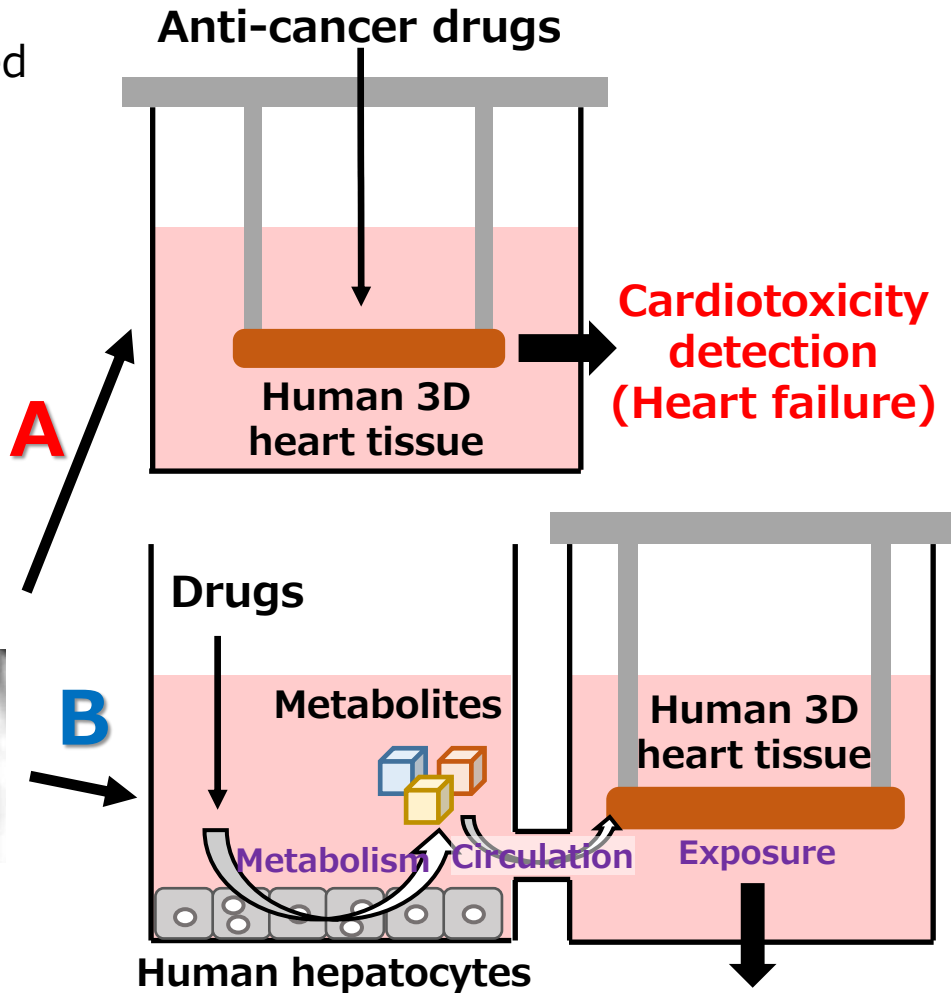 Anti-cancer drugs
ed
Cardiotoxicity
detection
(Heart failure)
Human 3D
heart tissue
A
Drugs
B
Metabolites
Human 3D
heart tissue
Metabolism
Circulation
Exposure
Human hepatocytes